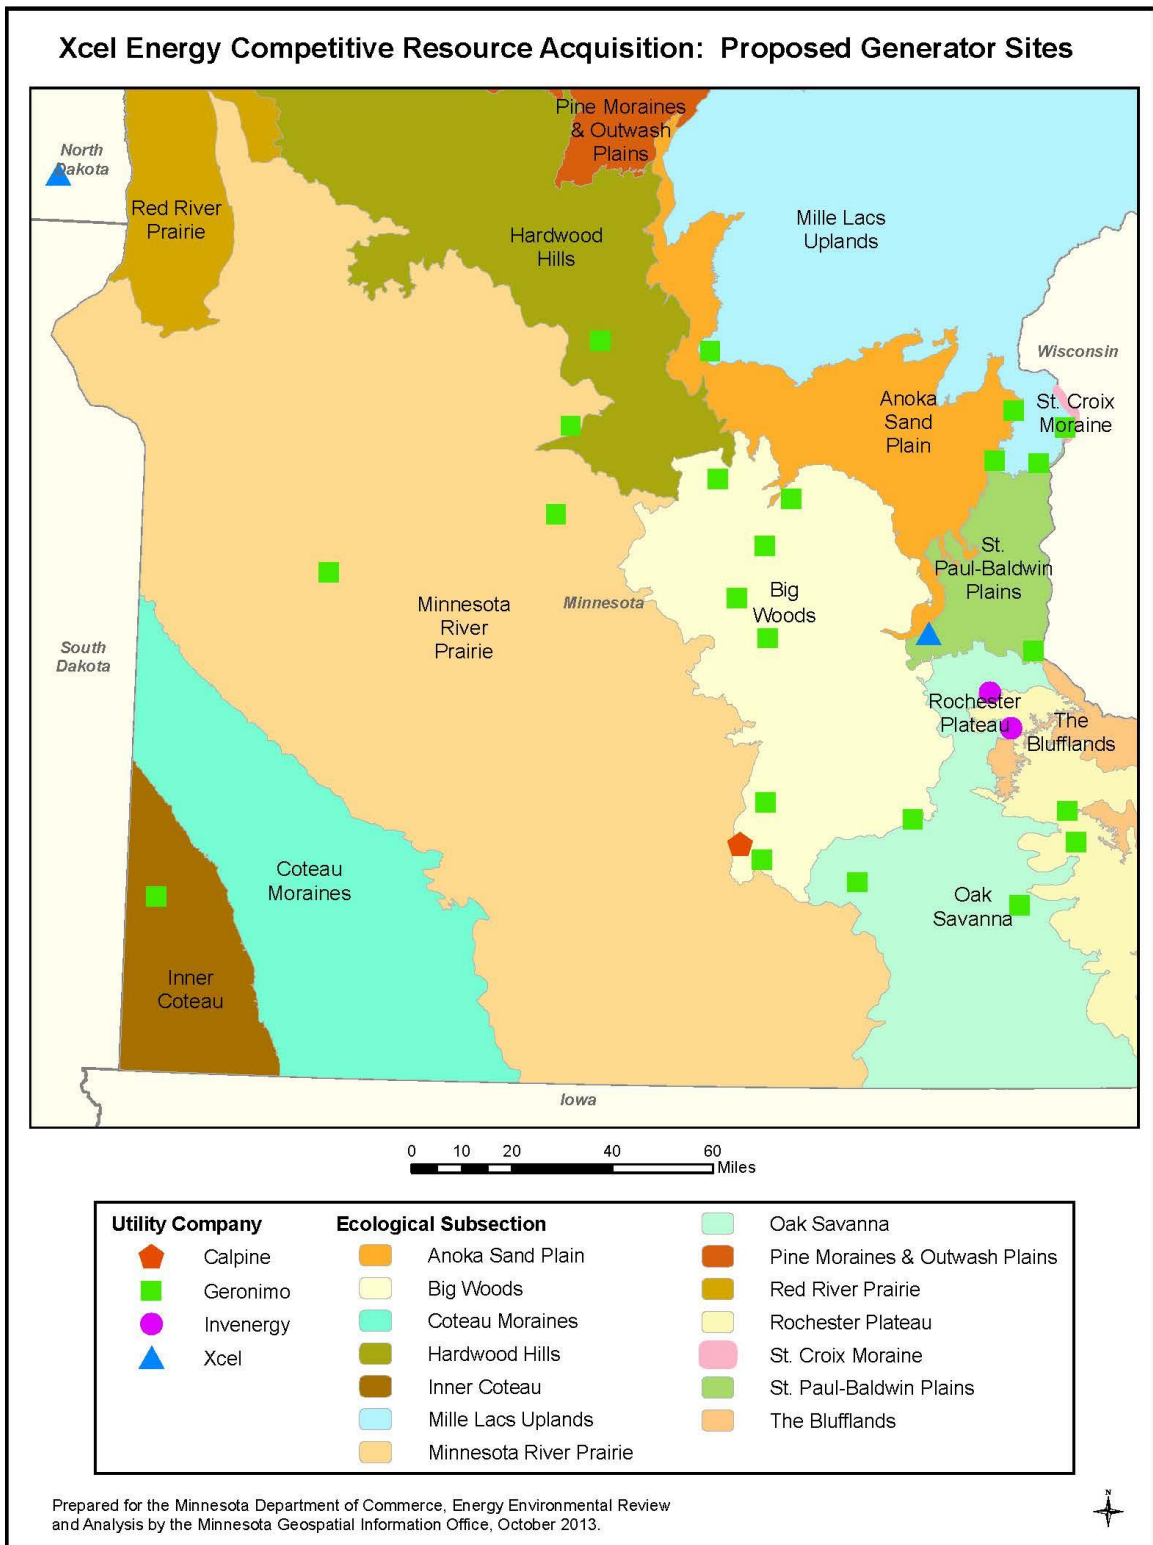 Xcel Energy Competitive Resource Acquisition:  Proposed Generator Sites
North
Dakota
Red River
Prairie
Pine Moraines
& Outwash
Plains
Hardwood
Hills
Mille Lacs
Uplands
Wisconsin
Anoka
Sand
Plain
St. Croix
Moraine
St.
Paul-Baldwin
Plains
Big
Woods
Minnesota
Minnesota
River
Prairie
South
Dakota
Rochester
Plateau
The
Blufflands
Coteau
Moraines
Oak
Savanna
Inner
Coteau
Iowa
0 10 20 40 60
Miles
Utility Company
Calpine
Geronimo
Invenergy
Xcel
Ecological Subsection
Anoka Sand Plain
Big Woods
Coteau Moraines
Hardwood Hills
Inner Coteau
Mille Lacs Uplands
Minnesota River Prairie
Oak Savanna
Pine Moraines & Outwash Plains
Red River Prairie
Rochester Plateau
St. Croix Moraine
St. Paul-Baldwin Plains
The Blufflands
Prepared for the Minnesota Department of Commerce, Energy Environmental Review
and Analysis by the Minnesota Geospatial Information Office, October 2013.
N